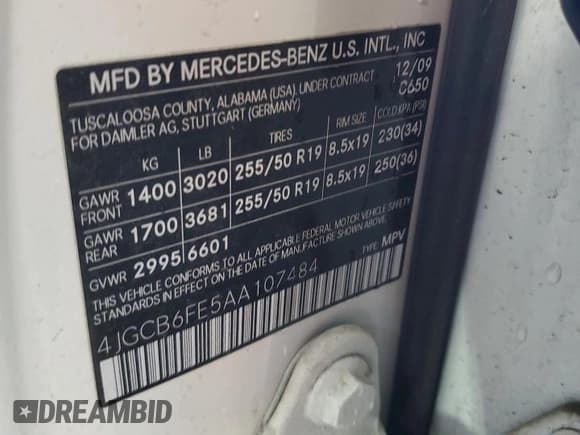 MFD BY MERCEDES-BENZ U.S. INTL., INC
TUSCALOOSA COUNTY, ALABAMA (USA). UNDER CONTRACT 12/09
FOR DAIMLER AG, STUTTGART (GERMANY) C650
KG LB TIRES RIM SIZE COLD KPA (PSI)
GAWR FRONT 1400 3020 255/50 R19 8.5x19 230(34)
GAWR REAR 1700 3681 255/50 R19 8.5x19 250(36)
GVWR 2995 6601
THIS VEHICLE CONFORMS TO ALL APPLICABLE FEDERAL MOTOR VEHICLE SAFETY
STANDARDS IN EFFECT ON THE DATE OF MANUFACTURE SHOWN ABOVE.
4JGCB6FE5AA107484 TYPE: MPV
DREAMBID